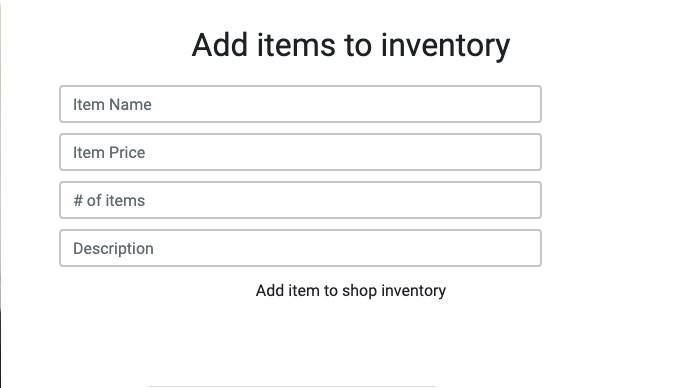 Add items to inventory
Item Name
Item Price
# of items
Description
Add item to shop inventory